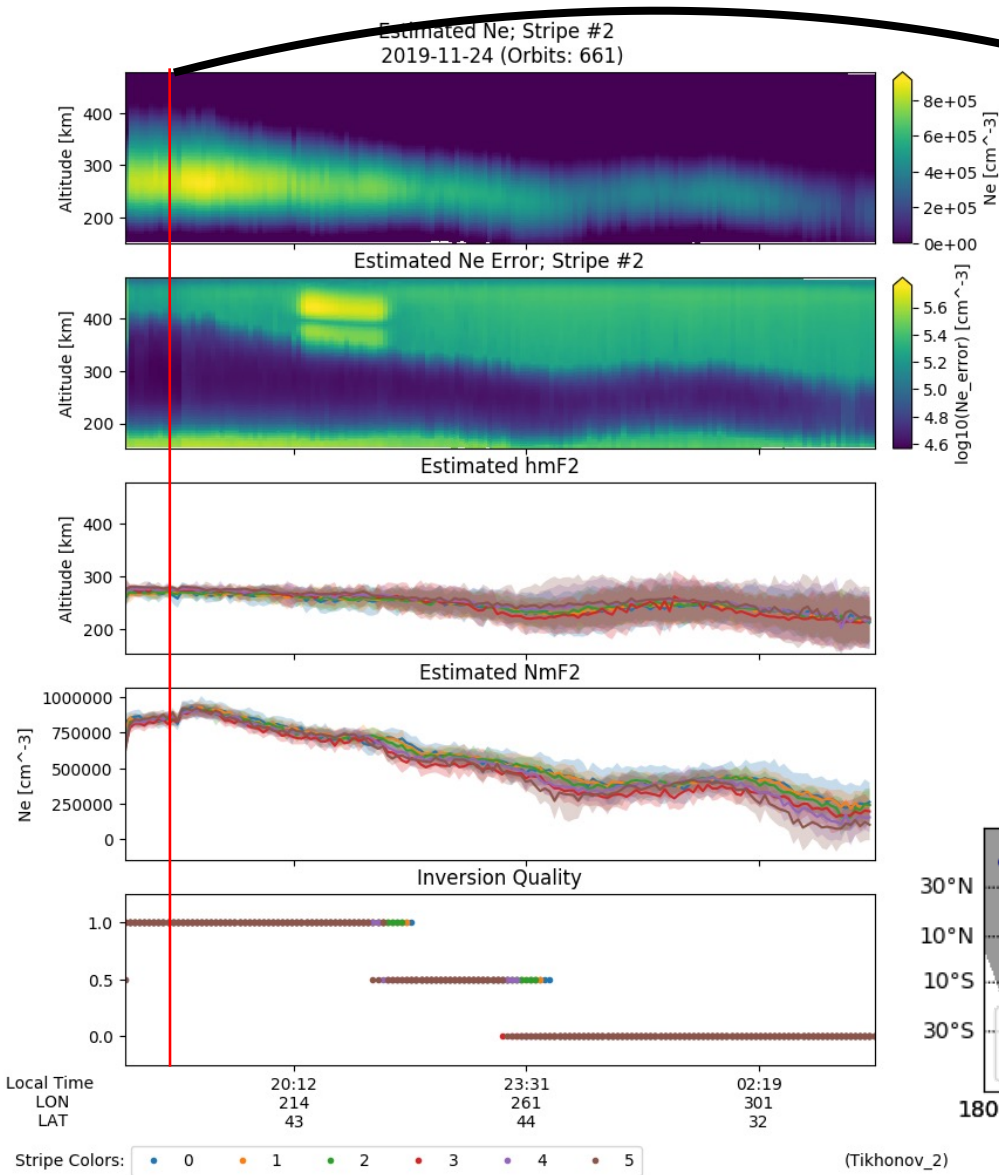 Estimated Ne; Stripe #2
2019-11-24 (Orbits: 661)
Altitude [km]
400
300
200
8e+05
6e+05
4e+05
2e+05
0e+00
Ne [cm^-3]
Estimated Ne Error; Stripe #2
Altitude [km]
400
300
200
5.6
5.4
5.2
5.0
4.8
4.6
log10(Ne_error) [cm^-3]
Estimated hmF2
Altitude [km]
400
300
200
Estimated NmF2
Ne [cm^-3]
1000000
750000
500000
250000
0
Inversion Quality
1.0
0.5
0.0
Local Time 20:12 23:31 02:19
LON 214 261 301
LAT 43 44 32
Stripe Colors: 0 1 2 3 4 5 (Tikhonov_2)
30°N
10°N
10°S
30°S
180